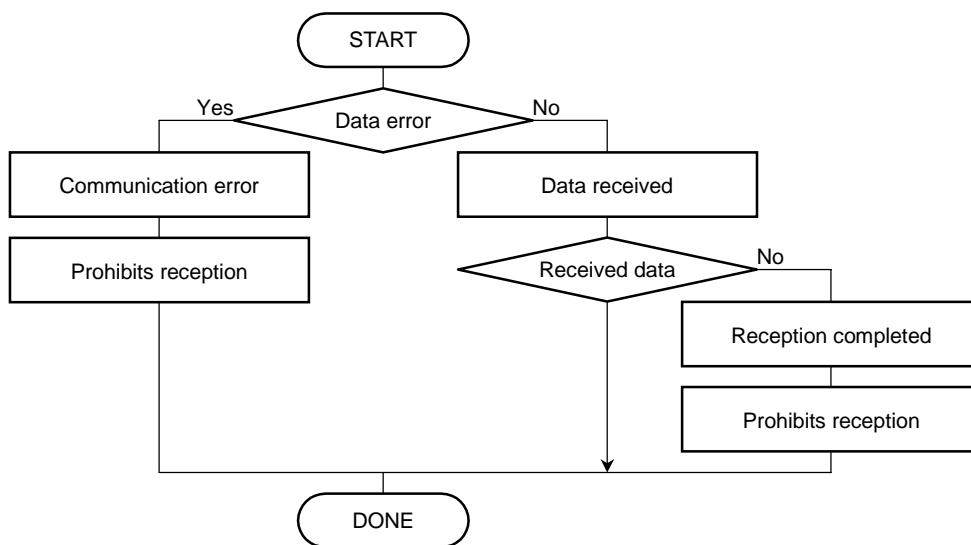 START
Yes
No
Data error
Communication error
Data received
Prohibits reception
Received data
No
Reception completed
Prohibits reception
DONE